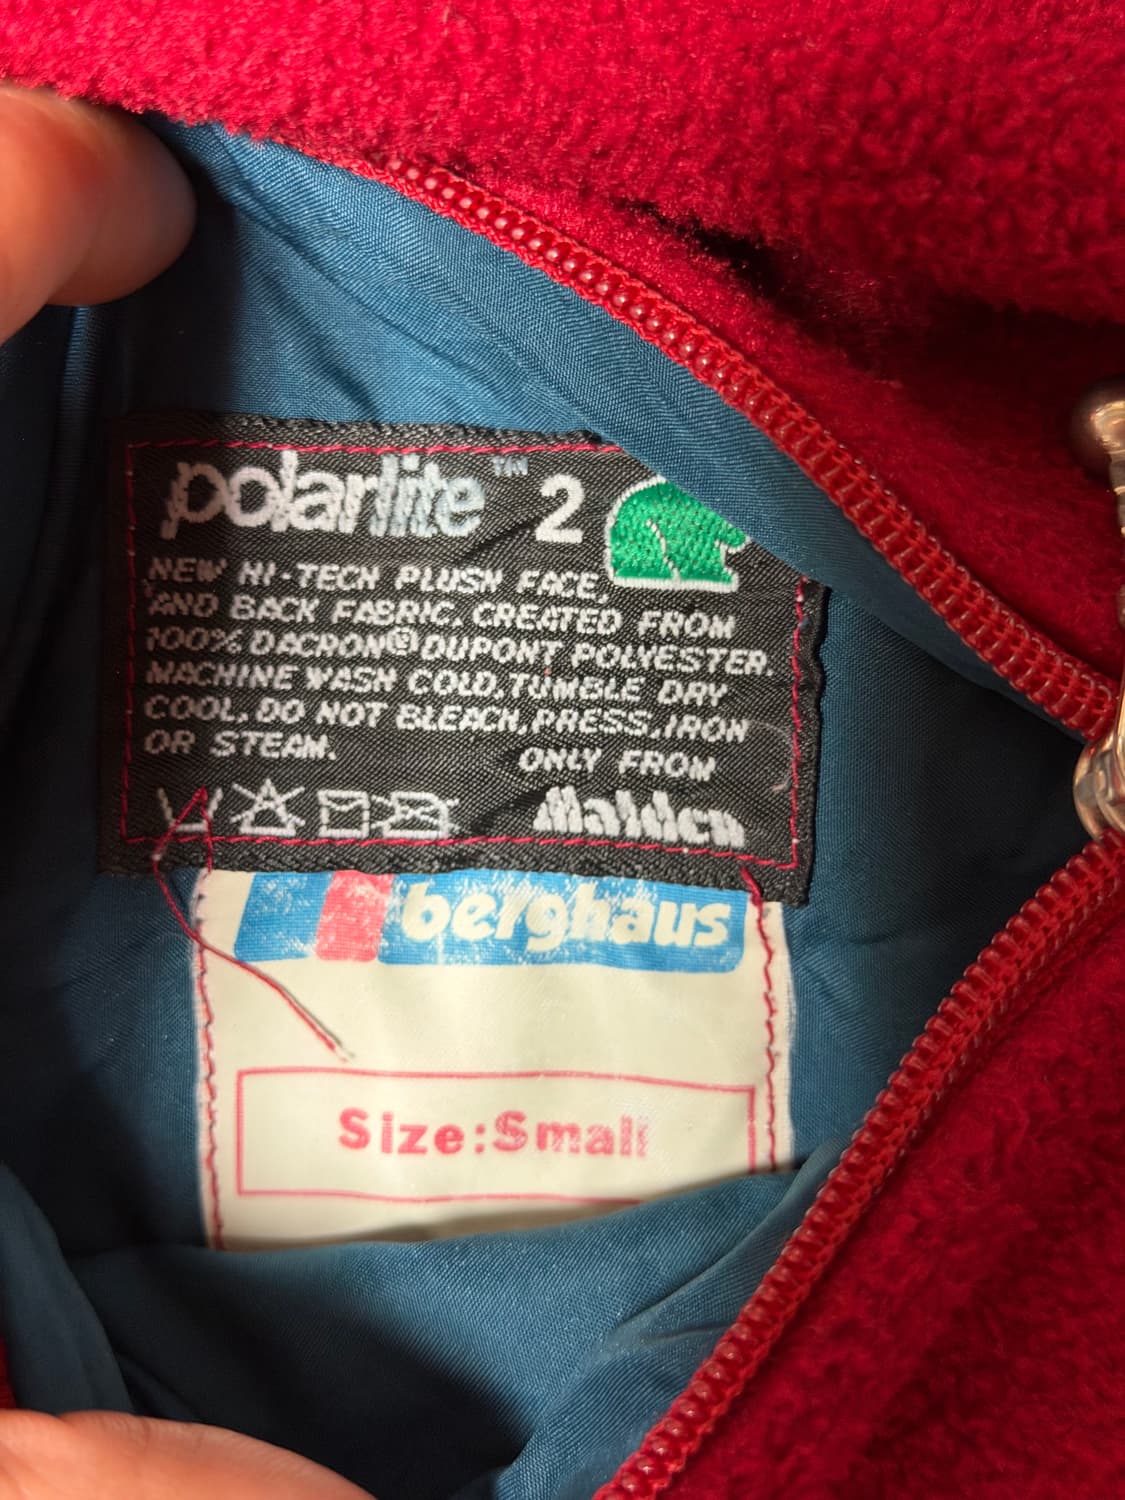 polarlite™ 2
NEW HI-TECH PLUSH FACE
AND BACK FABRIC. CREATED FROM
100% DACRON® DUPONT POLYESTER.
MACHINE WASH COLD. TUMBLE DRY
COOL. DO NOT BLEACH, PRESS, IRON
OR STEAM.
ONLY FROM
Malden
berghaus
Size:Small